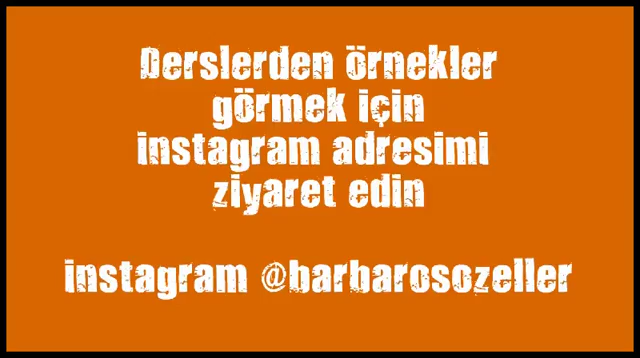 Derslerden örnekler
görmek için
instagram adresimi
ziyaret edin
instagram @barbarosozeller